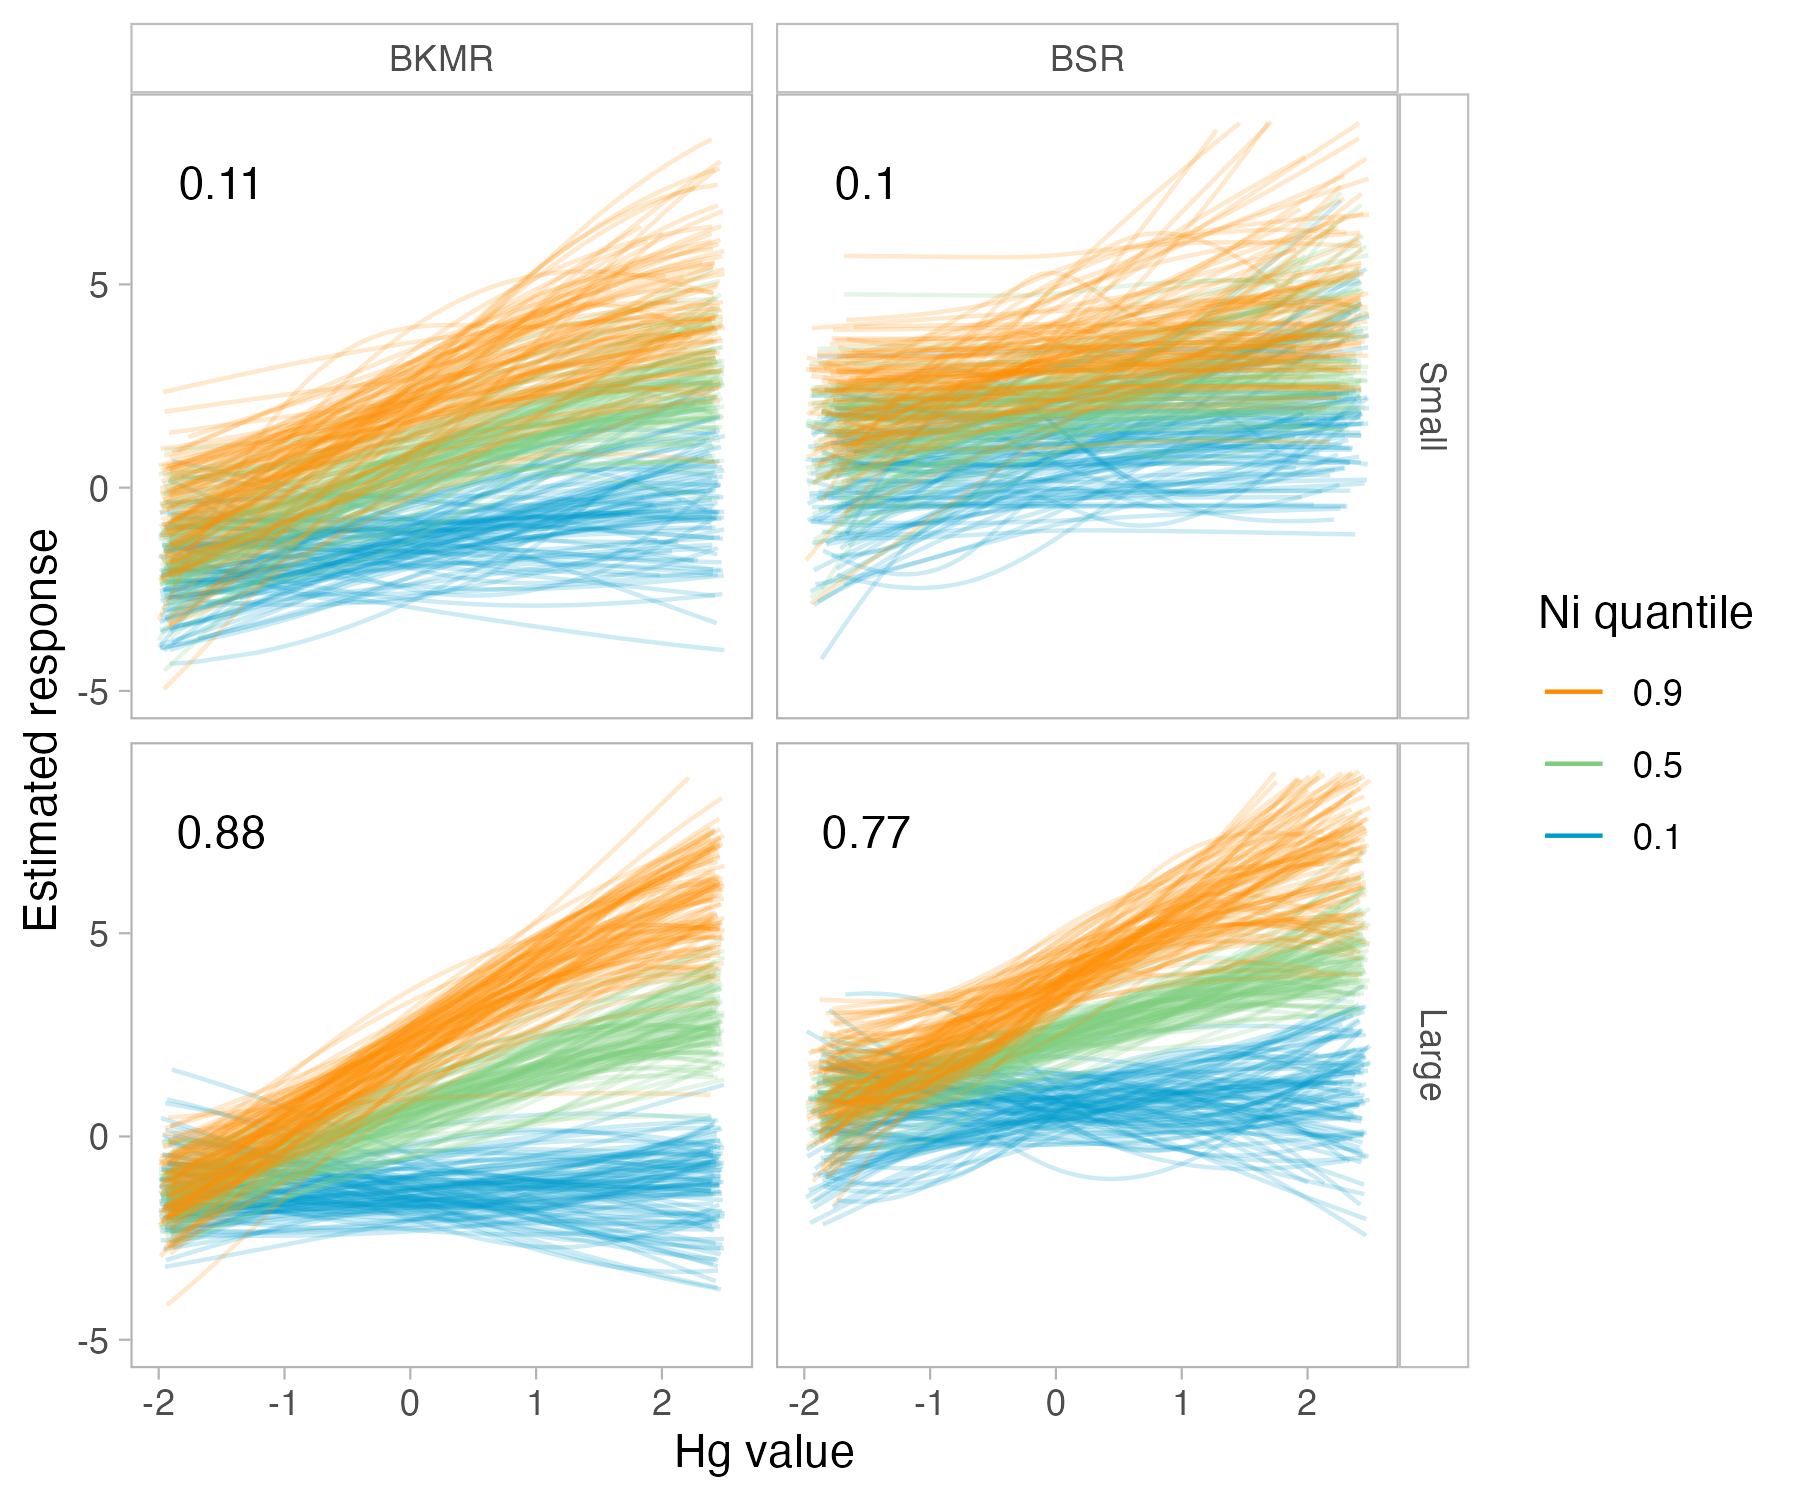 BKMR
BSR
0.11
0.1
Small
5
0
-5
0.88
0.77
Large
5
0
-5
-2 -1 0 1 2
-2 -1 0 1 2
Hg value
Estimated response
Ni quantile
0.9
0.5
0.1